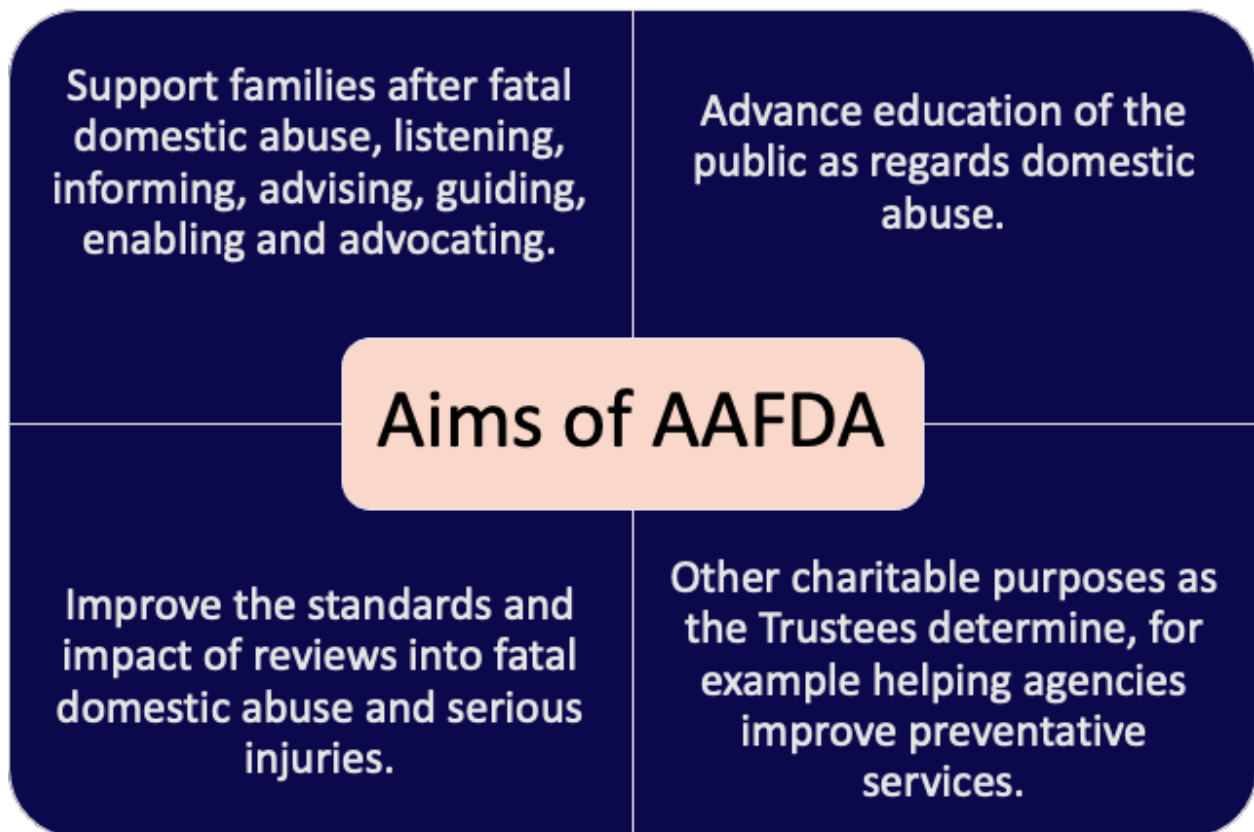 Support families after fatal
domestic abuse, listening,
informing, advising, guiding,
enabling and advocating.
Advance education of the
public as regards domestic
abuse.
Aims of AAFDA
Improve the standards and
impact of reviews into fatal
domestic abuse and serious
injuries.
Other charitable purposes as
the Trustees determine, for
example helping agencies
improve preventative
services.